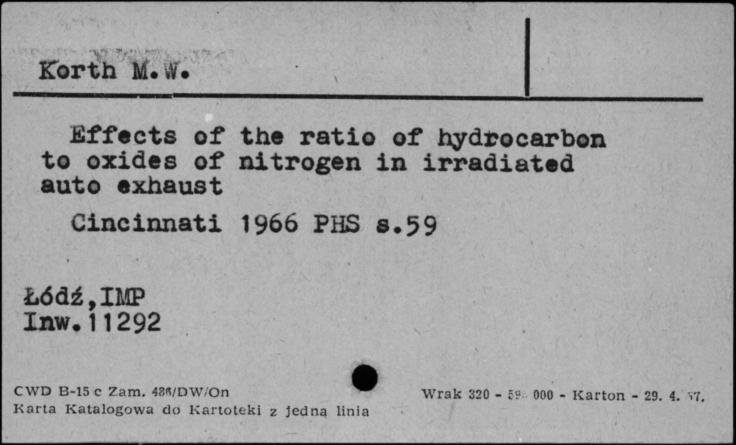 Korth M.W.
Effects of the ratio of hydrocarbon
to oxides of nitrogen in irradiated
auto exhaust
Cincinnati 1966 PHS s.59
Łódź,IMP
Inw.11292
CWD B-15 c Zam. /DW/On
Wrak 320 - 000 - Karton - 29. 4.
Karta Katalogowa do Kartoteki z jedną linia